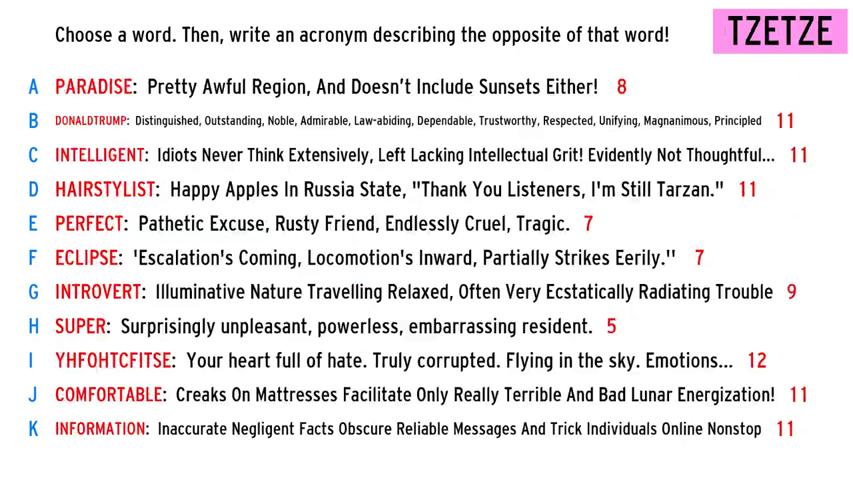 Choose a word. Then, write an acronym describing the opposite of that word!
TZETZE
A PARADISE: Pretty Awful Region, And Doesn't Include Sunsets Either! 8
B DONALDTRUMP: Distinguished, Outstanding, Noble, Admirable, Law-abiding, Dependable, Trustworthy, Respected, Unifying, Magnanimous, Principled 11
C INTELLIGENT: Idiots Never Think Extensively, Left Lacking Intellectual Grit! Evidently Not Thoughtful... 11
D HAIRSTYLIST: Happy Apples In Russia State, "Thank You Listeners, I'm Still Tarzan." 11
E PERFECT: Pathetic Excuse, Rusty Friend, Endlessly Cruel, Tragic. 7
F ECLIPSE: 'Escalation's Coming, Locomotion's Inward, Partially Strikes Eerily.'' 7
G INTROVERT: Illuminative Nature Travelling Relaxed, Often Very Ecstatically Radiating Trouble 9
H SUPER: Surprisingly unpleasant, powerless, embarrassing resident. 5
I YHFOHTCFITSE: Your heart full of hate. Truly corrupted. Flying in the sky. Emotions... 12
J COMFORTABLE: Creaks On Mattresses Facilitate Only Really Terrible And Bad Lunar Energization! 11
K INFORMATION: Inaccurate Negligent Facts Obscure Reliable Messages And Trick Individuals Online Nonstop 11